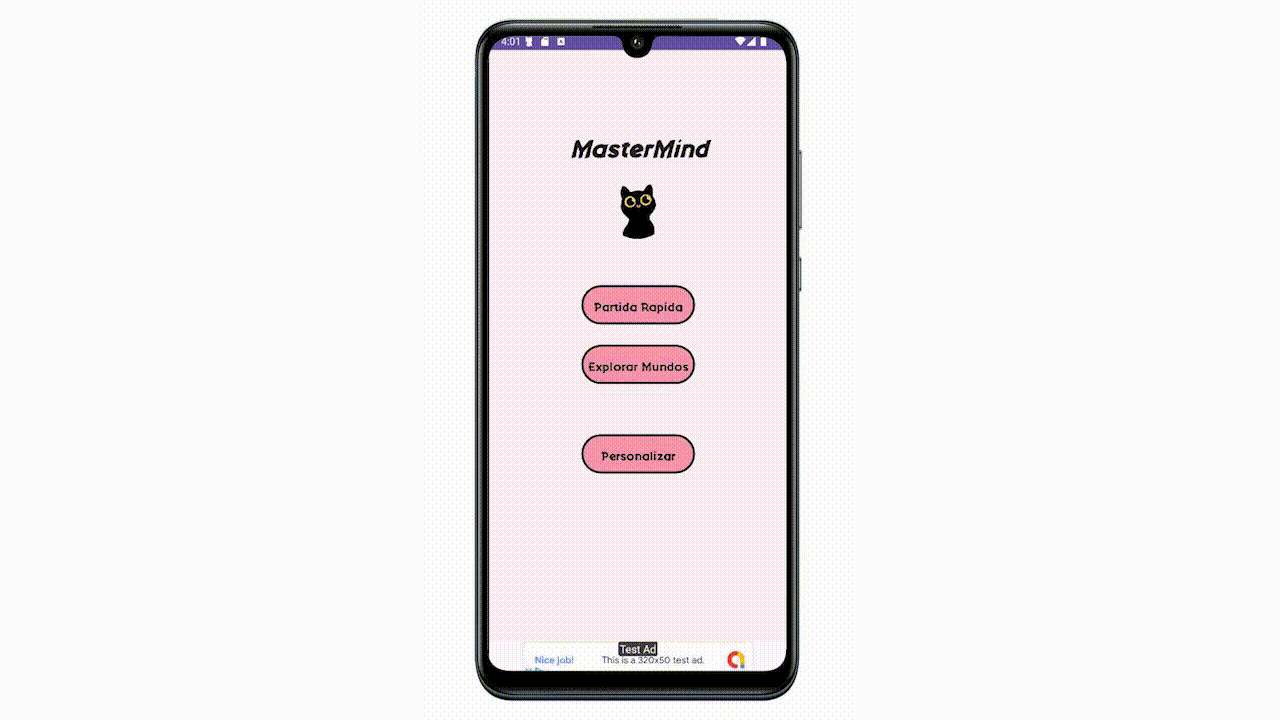 4:01
MasterMind
Partida Rapida
Explorar Mundos
Personalizar
Test Ad
Nice job!
This is a 320x50 test ad.